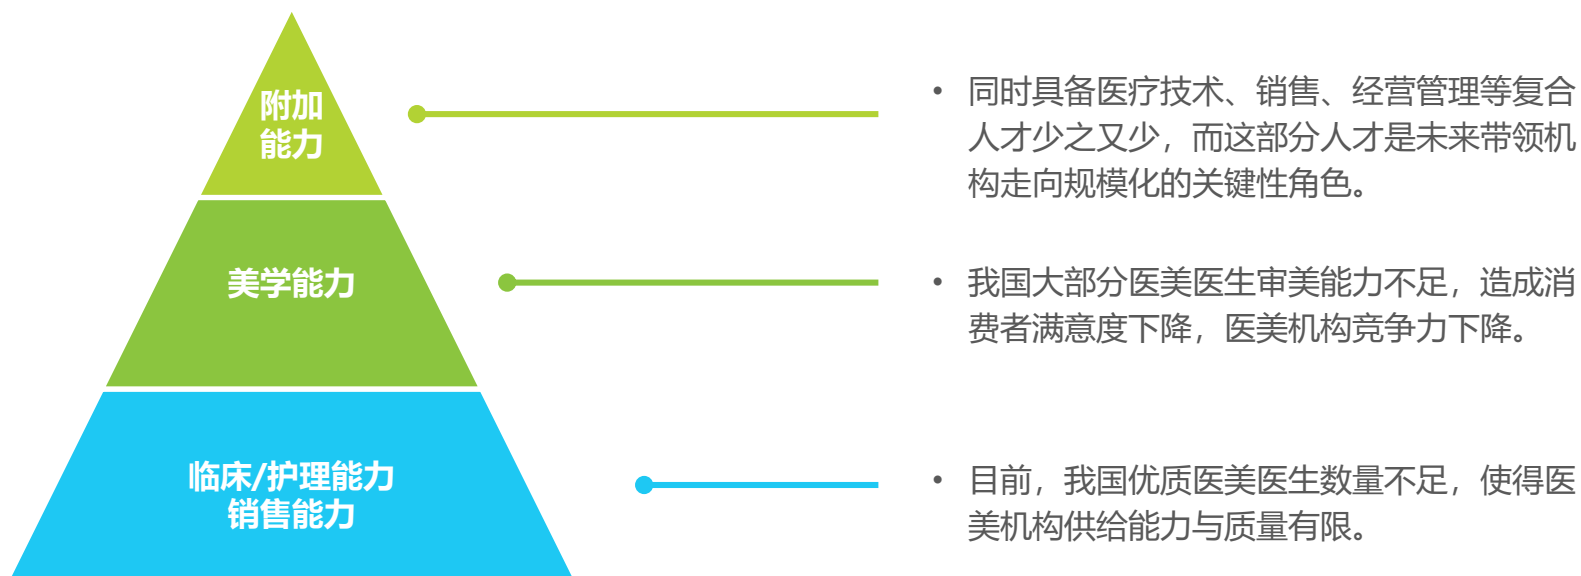 附加
能力
• 同时具备医疗技术、销售、经营管理等复合
人才少之又少，而这部分人才是未来带领机
构走向规模化的关键性角色。
美学能力
• 我国大部分医美医生审美能力不足，造成消
费者满意度下降，医美机构竞争力下降。
临床/护理能力
销售能力
• 目前，我国优质医美医生数量不足，使得医
美机构供给能力与质量有限。